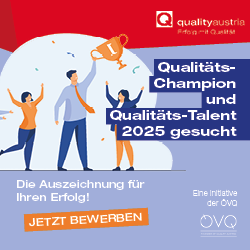 qualityaustria
Erfolg mit Qualität
1
Qualitäts-
Champion
und
Qualitäts-Talent
2025 gesucht
Die Auszeichnung für
Ihren Erfolg!
JETZT BEWERBEN
Eine Initiative
der ÖVQ
ÖVQ